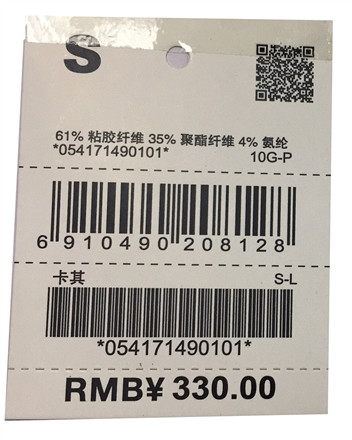 S
61% 粘胶纤维 35% 聚酯纤维 4% 氨纶
*054171490101* 10G-P
6 910490 208128
卡其 S-L
*054171490101*
RMB¥ 330.00